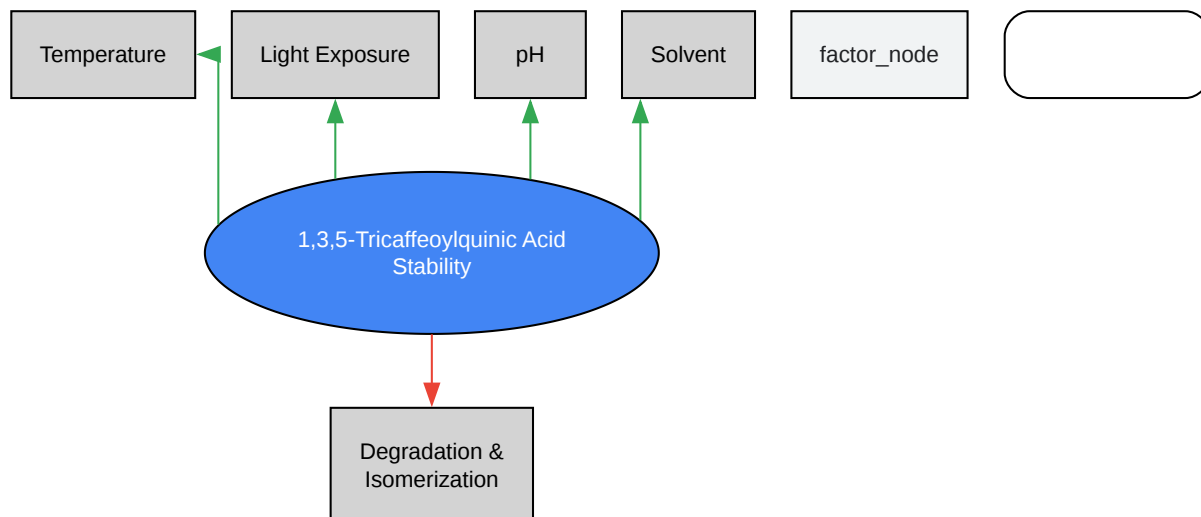 Temperature
Light Exposure
pH
Solvent
factor_node
1,3,5-Tricaffeoylquinic Acid
Stability
Degradation &
Isomerization